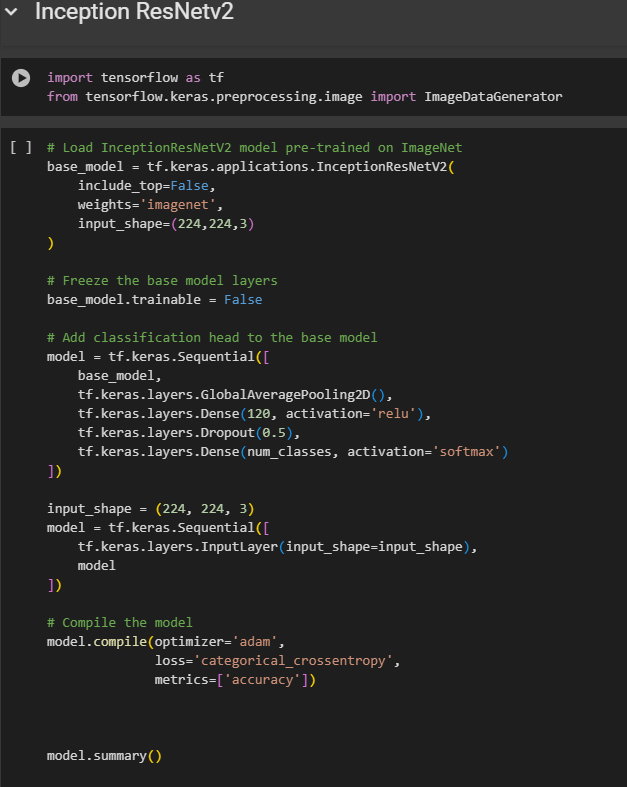 Inception ResNetv2
import tensorflow as tf
from tensorflow.keras.preprocessing.image import ImageDataGenerator
[ ] # Load InceptionResNetV2 model pre-trained on ImageNet
base_model = tf.keras.applications.InceptionResNetV2(
    include_top=False,
    weights='imagenet',
    input_shape=(224,224,3)
)
# Freeze the base model layers
base_model.trainable = False
# Add classification head to the base model
model = tf.keras.Sequential([
    base_model,
    tf.keras.layers.GlobalAveragePooling2D(),
    tf.keras.layers.Dense(120, activation='relu'),
    tf.keras.layers.Dropout(0.5),
    tf.keras.layers.Dense(num_classes, activation='softmax')
])
input_shape = (224, 224, 3)
model = tf.keras.Sequential([
    tf.keras.layers.InputLayer(input_shape=input_shape),
    model
])
# Compile the model
model.compile(optimizer='adam',
              loss='categorical_crossentropy',
              metrics=['accuracy'])
model.summary()